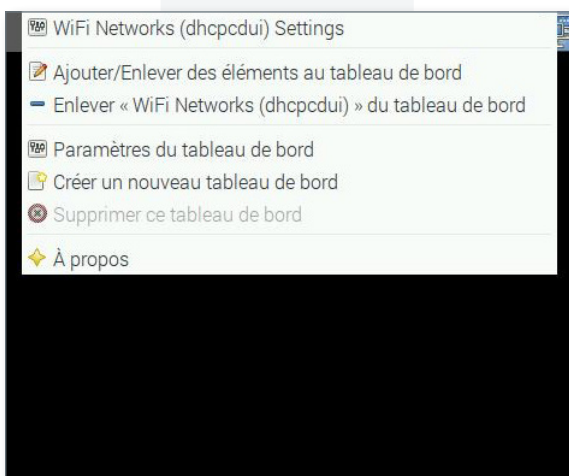 WiFi Networks (dhcpcdui) Settings
Ajouter/Enlever des éléments au tableau de bord
Enlever « WiFi Networks (dhcpcdui) » du tableau de bord
Paramètres du tableau de bord
Créer un nouveau tableau de bord
Supprimer ce tableau de bord
À propos